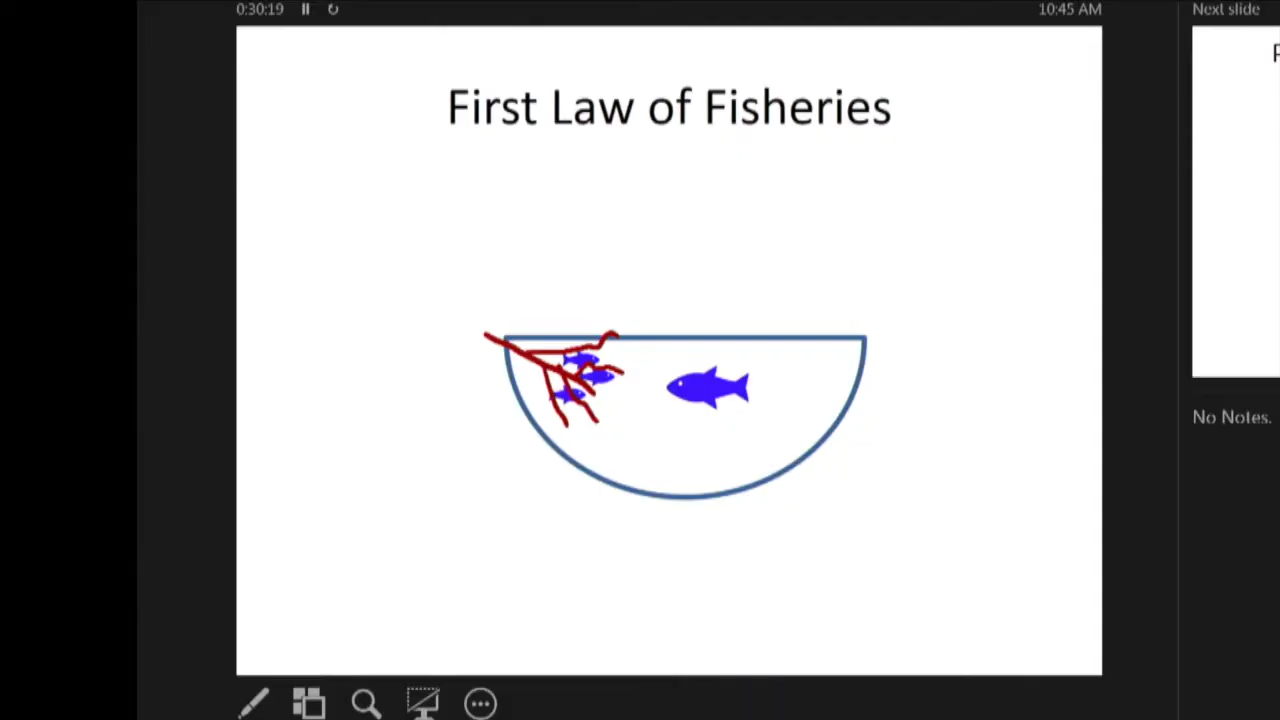 0:30:19
10:45 AM
Next slide
First Law of Fisheries
No Notes.